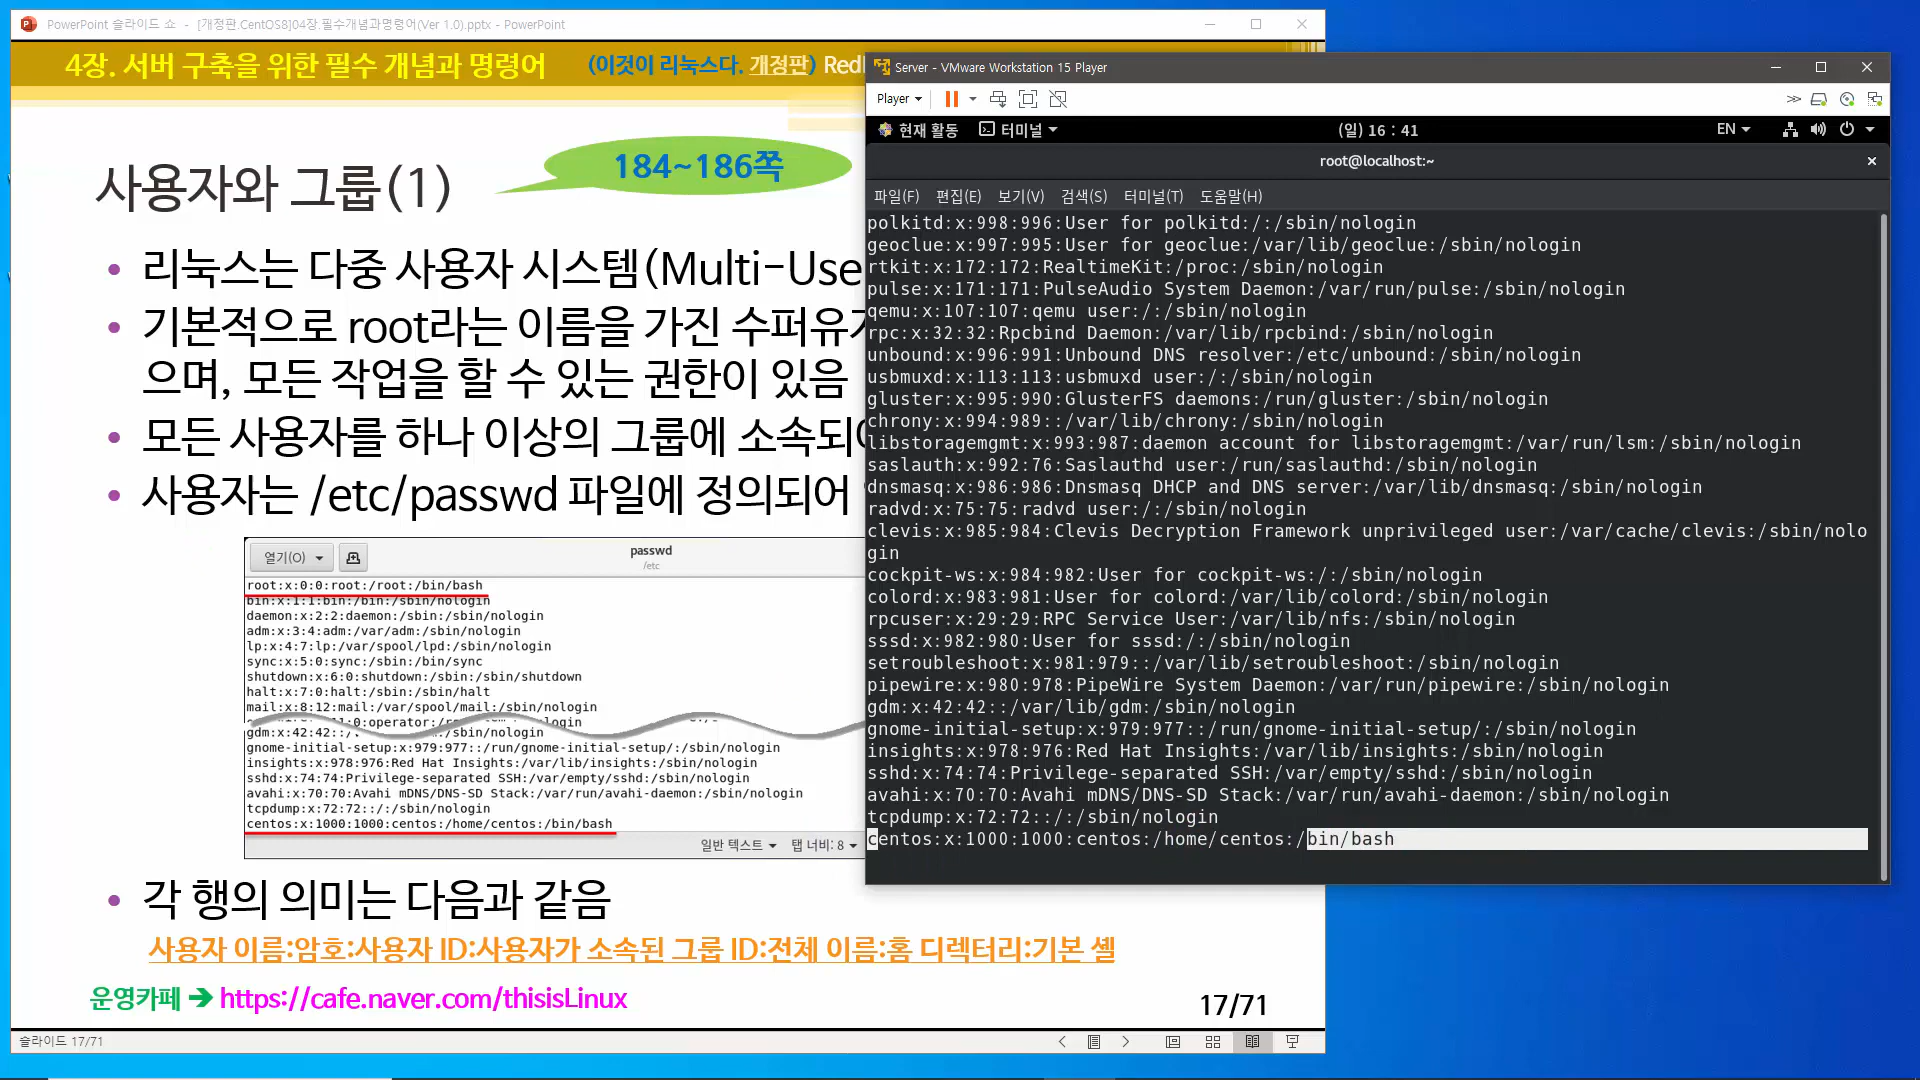 PowerPoint 슬라이드 쇼 - [개정판.CentOS8]04장.필수개념과명령어(Ver 1.0).pptx - PowerPoint
4장. 서버 구축을 위한 필수 개념과 명령어 (이것이 리눅스다. 개정판)
184~186쪽
사용자와 그룹(1)
• 리눅스는 다중 사용자 시스템(Multi-Use
• 기본적으로 root라는 이름을 가진
으며, 모든 작업을 할 수 있는 권한이 있음
• 모든 사용자를 하나 이상의 그룹에
• 사용자는 /etc/passwd 파일에 정의되어
열기(O)
passwd
/etc
root:x:0:0:root:/root:/bin/bash
bin:x:1:1:bin:/bin:/sbin/nologin
daemon:x:2:2:daemon:/sbin:/sbin/nologin
adm:x:3:4:adm:/var/adm:/sbin/nologin
lp:x:4:7:lp:/var/spool/lpd:/sbin/nologin
sync:x:5:0:sync:/sbin:/bin/sync
shutdown:x:6:0:shutdown:/sbin:/sbin/shutdown
halt:x:7:0:halt:/sbin:/sbin/halt
mail:x:8:12:mail:/var/spool/mail:/sbin/nologin
gnome-initial-setup:x:979:977::/run/gnome-initial-setup/:/sbin/nologin
insights:x:978:976:Red Hat Insights:/var/lib/insights:/sbin/nologin
sshd:x:74:74:Privilege-separated SSH:/var/empty/sshd:/sbin/nologin
avahi:x:70:70:Avahi mDNS/DNS-SD Stack:/var/run/avahi-daemon:/sbin/nologin
tcpdump:x:72:72::/:/sbin/nologin
centos:x:1000:1000:centos:/home/centos:/bin/bash
일반 텍스트 탭 너비: 8
• 각 행의 의미는 다음과 같음
사용자 이름:암호:사용자 ID:사용자가 소속된 그룹 ID:전체 이름:홈 디렉터리:기본 셸
운영카페 ➔ https://cafe.naver.com/thisisLinux
17/71
슬라이드 17/71
Server - VMware Workstation 15 Player
Player
현재 활동 터미널 (일) 16 : 41 EN
root@localhost:~
파일(F) 편집(E) 보기(V) 검색(S) 터미널(T) 도움말(H)
polkitd:x:998:996:User for polkitd:/:/sbin/nologin
geoclue:x:997:995:User for geoclue:/var/lib/geoclue:/sbin/nologin
rtkit:x:172:172:RealtimeKit:/proc:/sbin/nologin
pulse:x:171:171:PulseAudio System Daemon:/var/run/pulse:/sbin/nologin
qemu:x:107:107:qemu user:/:/sbin/nologin
rpc:x:32:32:Rpcbind Daemon:/var/lib/rpcbind:/sbin/nologin
unbound:x:996:991:Unbound DNS resolver:/etc/unbound:/sbin/nologin
usbmuxd:x:113:113:usbmuxd user:/:/sbin/nologin
gluster:x:995:990:GlusterFS daemons:/run/gluster:/sbin/nologin
chrony:x:994:989::/var/lib/chrony:/sbin/nologin
libstoragemgmt:x:993:987:daemon account for libstoragemgmt:/var/run/lsm:/sbin/nologin
saslauth:x:992:76:Saslauthd user:/run/saslauthd:/sbin/nologin
dnsmasq:x:986:986:Dnsmasq DHCP and DNS server:/var/lib/dnsmasq:/sbin/nologin
radvd:x:75:75:radvd user:/:/sbin/nologin
clevis:x:985:984:Clevis Decryption Framework unprivileged user:/var/cache/clevis:/sbin/nolo
gin
cockpit-ws:x:984:982:User for cockpit-ws:/:/sbin/nologin
colord:x:983:981:User for colord:/var/lib/colord:/sbin/nologin
rpcuser:x:29:29:RPC Service User:/var/lib/nfs:/sbin/nologin
sssd:x:982:980:User for sssd:/:/sbin/nologin
setroubleshoot:x:981:979::/var/lib/setroubleshoot:/sbin/nologin
pipewire:x:980:978:PipeWire System Daemon:/var/run/pipewire:/sbin/nologin
gdm:x:42:42::/var/lib/gdm:/sbin/nologin
gnome-initial-setup:x:979:977::/run/gnome-initial-setup/:/sbin/nologin
insights:x:978:976:Red Hat Insights:/var/lib/insights:/sbin/nologin
sshd:x:74:74:Privilege-separated SSH:/var/empty/sshd:/sbin/nologin
avahi:x:70:70:Avahi mDNS/DNS-SD Stack:/var/run/avahi-daemon:/sbin/nologin
tcpdump:x:72:72::/:/sbin/nologin
centos:x:1000:1000:centos:/home/centos:/bin/bash